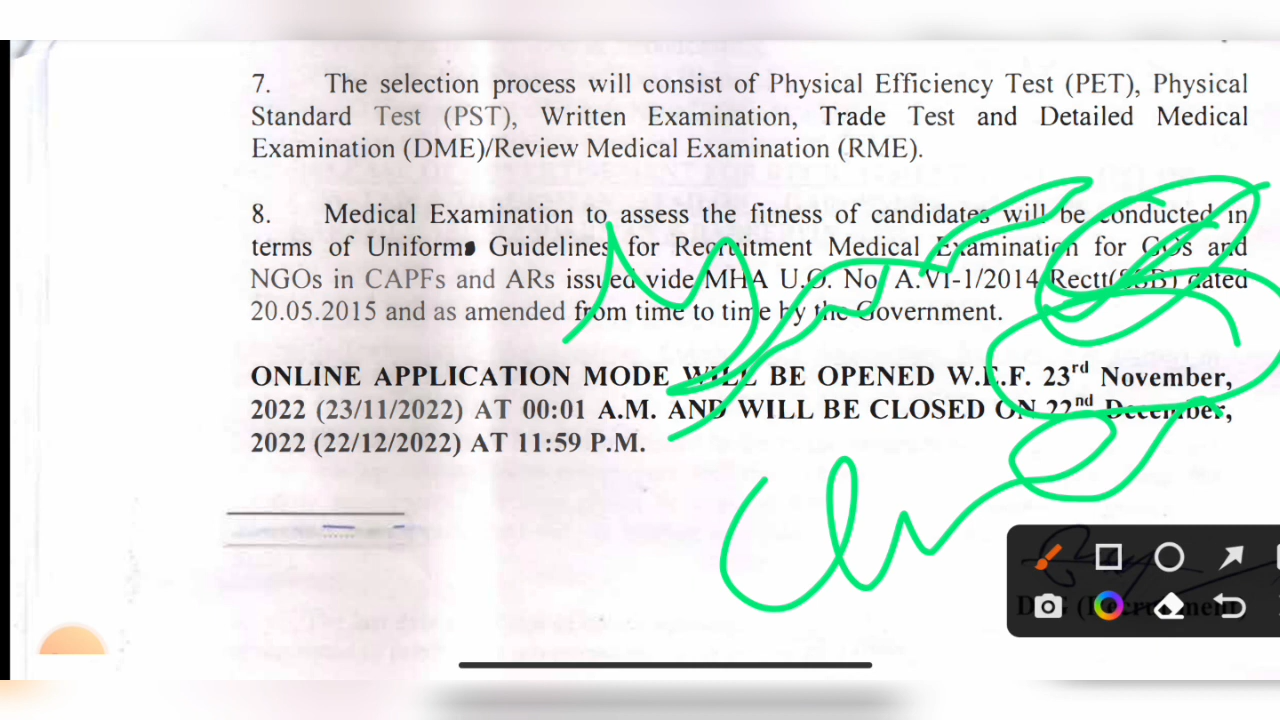 7. The selection process will consist of Physical Efficiency Test (PET), Physical
Standard Test (PST), Written Examination, Trade Test and Detailed Medical
Examination (DME)/Review Medical Examination (RME).
8. Medical Examination to assess the fitness of candidates will be conducted in
terms of Uniform Guidelines for Recruitment Medical Examination for GOs and
NGOs in CAPFs and ARs issued vide MHA U.O. No. A.VI-1/2014-Rectt(SSB) dated
20.05.2015 and as amended from time to time by the Government.
ONLINE APPLICATION MODE WILL BE OPENED W.E.F. 23rd November,
2022 (23/11/2022) AT 00:01 A.M. AND WILL BE CLOSED ON 22nd December,
2022 (22/12/2022) AT 11:59 P.M.